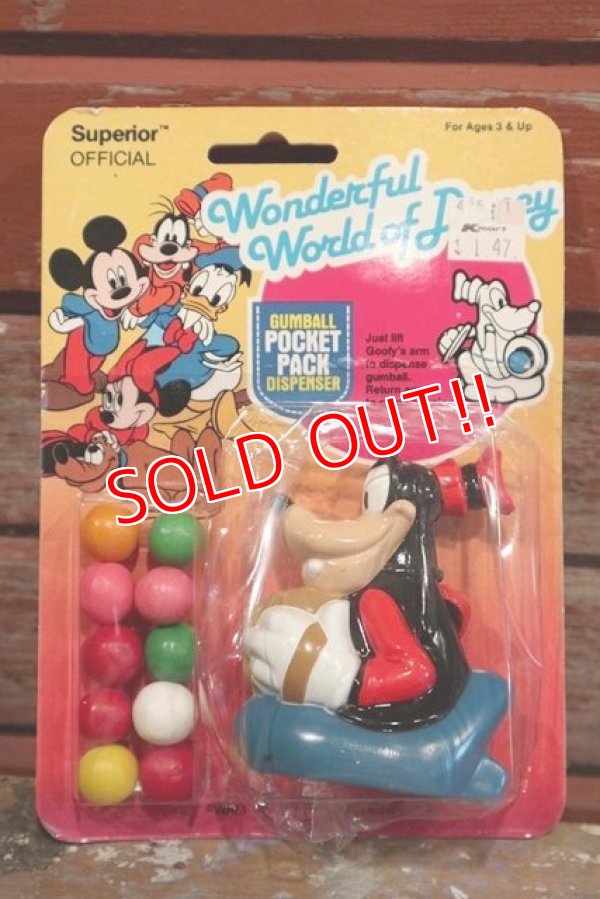 Superior™
OFFICIAL
For Ages 3 & Up
Wonderful
World of
Kmart
$1.47
GUMBALL
POCKET
PACK
DISPENSER
Just lift
Goofy's arm
to dispense
gumball.
Return
SOLD OUT!!